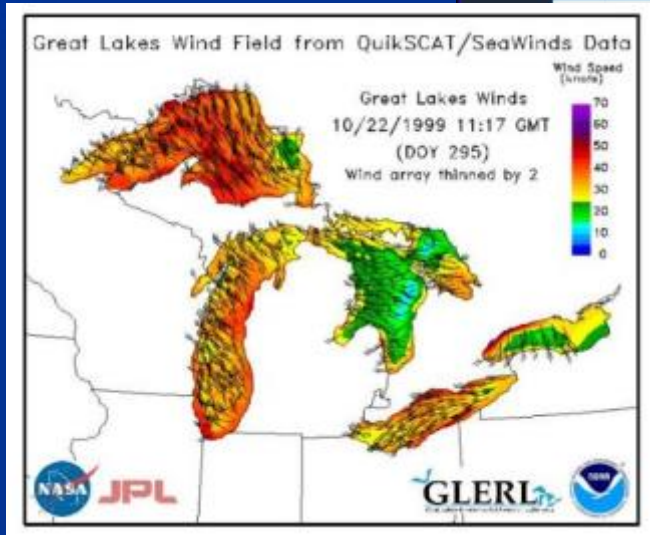 Great Lakes Wind Field from QuikSCAT/SeaWinds Data
Wind Speed
(knots)
Great Lakes Winds
10/22/1999 11:17 GMT
(DOY 295)
Wind array thinned by 2
70
60
50
40
30
20
10
0
NASA
JPL
GLERL
NOAA